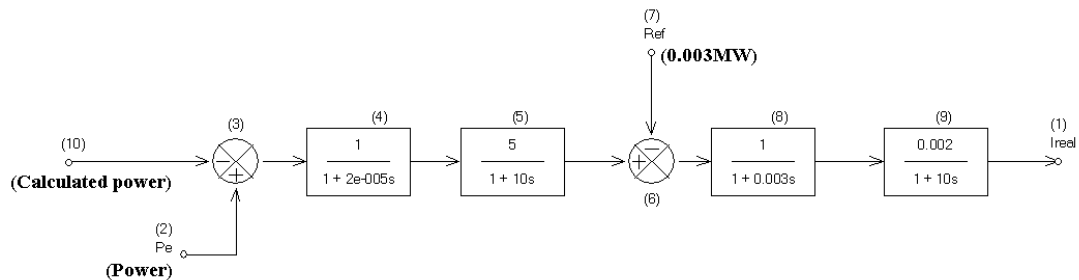 (7)
Ref
(0.003MW)
(10)
(Calculated power)
(3)
−
+
(2)
Pe
(Power)
(4)
1
1 + 2e-005s
(5)
5
1 + 10s
+
−
(6)
(8)
1
1 + 0.003s
(9)
0.002
1 + 10s
(1)
Ireal